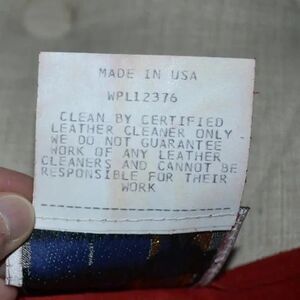 MADE IN USA
WPL12376
CLEAN BY CERTIFIED
LEATHER CLEANER ONLY
WE DO NOT GUARANTEE
WORK OF ANY LEATHER
CLEANERS AND CANNOT BE
RESPONSIBLE FOR THEIR
WORK